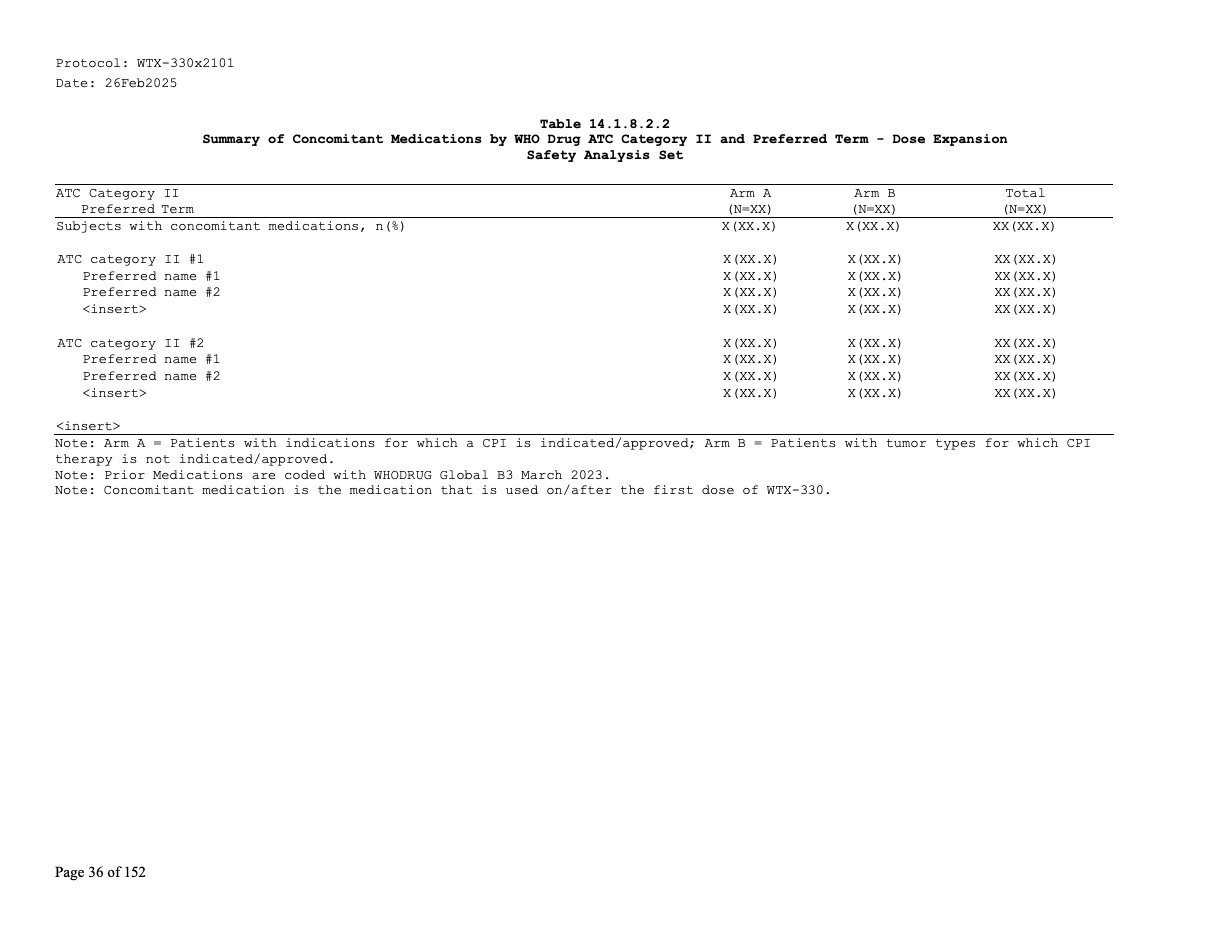 Protocol: WTX-330x2101
Date: 26Feb2025
Table 14.1.8.2.2
Summary of Concomitant Medications by WHO Drug ATC Category II and Preferred Term - Dose Expansion
Safety Analysis Set
ATC Category II Arm A Arm B Total
Preferred Term (N=XX) (N=XX) (N=XX)
Subjects with concomitant medications, n(%) X(XX.X) X(XX.X) XX(XX.X)
ATC category II #1 X(XX.X) X(XX.X) XX(XX.X)
Preferred name #1 X(XX.X) X(XX.X) XX(XX.X)
Preferred name #2 X(XX.X) X(XX.X) XX(XX.X)
<insert> X(XX.X) X(XX.X) XX(XX.X)
ATC category II #2 X(XX.X) X(XX.X) XX(XX.X)
Preferred name #1 X(XX.X) X(XX.X) XX(XX.X)
Preferred name #2 X(XX.X) X(XX.X) XX(XX.X)
<insert> X(XX.X) X(XX.X) XX(XX.X)
<insert>
Note: Arm A = Patients with indications for which a CPI is indicated/approved; Arm B = Patients with tumor types for which CPI
therapy is not indicated/approved.
Note: Prior Medications are coded with WHODRUG Global B3 March 2023.
Note: Concomitant medication is the medication that is used on/after the first dose of WTX-330.
Page 36 of 152